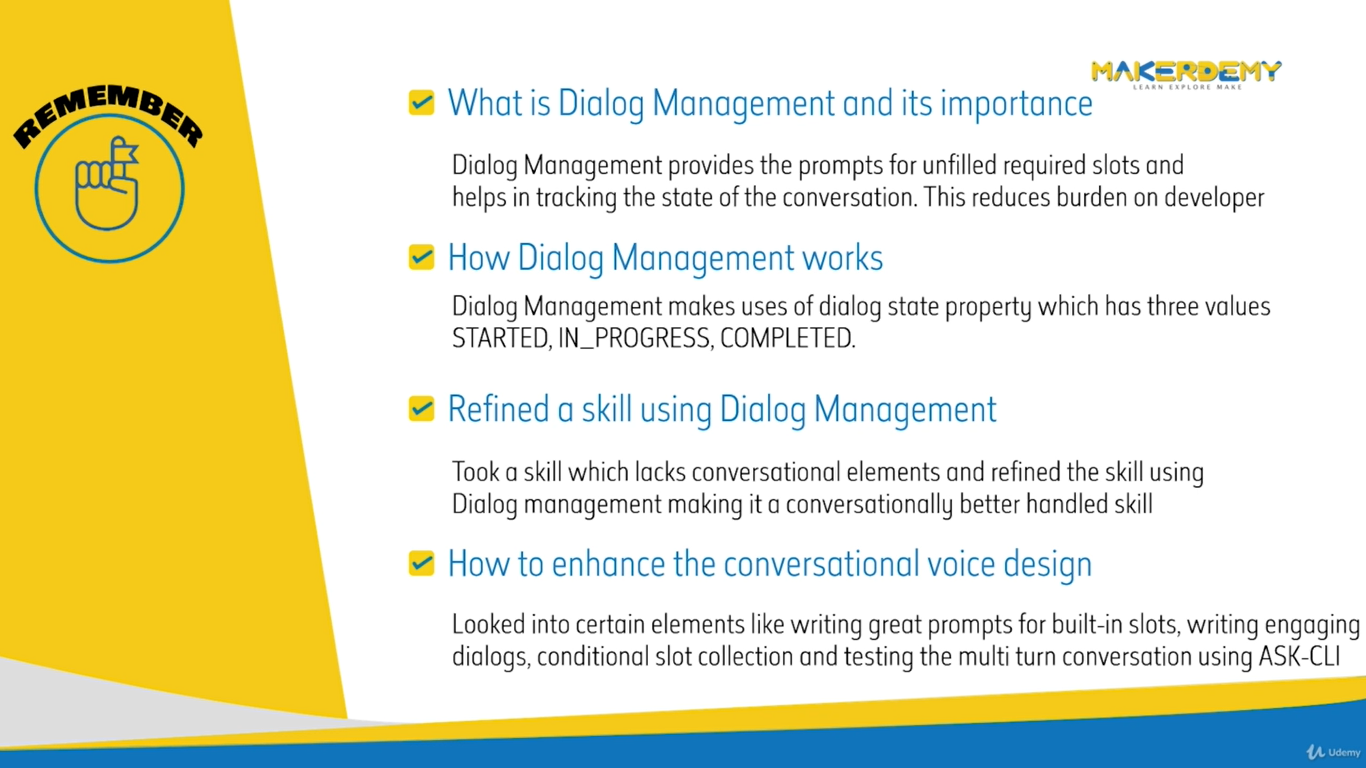 REMEMBER
MAKERDEMY
LEARN EXPLORE MAKE
What is Dialog Management and its importance
Dialog Management provides the prompts for unfilled required slots and
helps in tracking the state of the conversation. This reduces burden on developer
How Dialog Management works
Dialog Management makes uses of dialog state property which has three values
STARTED, IN_PROGRESS, COMPLETED.
Refined a skill using Dialog Management
Took a skill which lacks conversational elements and refined the skill using
Dialog management making it a conversationally better handled skill
How to enhance the conversational voice design
Looked into certain elements like writing great prompts for built-in slots, writing engaging
dialogs, conditional slot collection and testing the multi turn conversation using ASK-CLI
Udemy